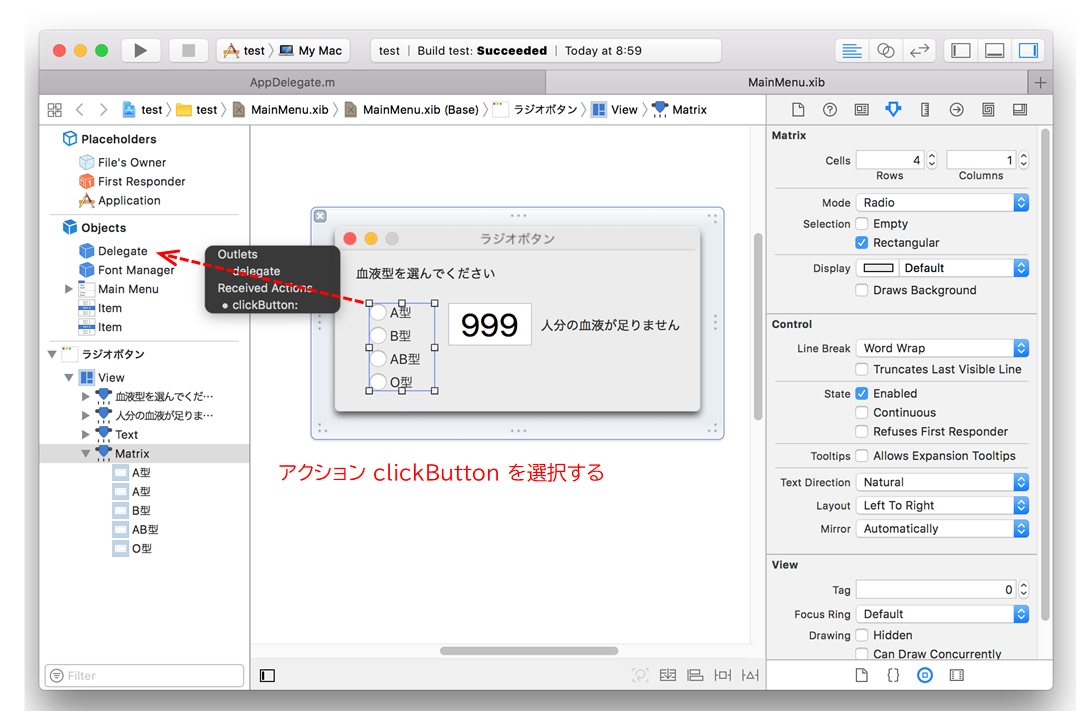 test 〉 My Mac
test | Build test: Succeeded | Today at 8:59
AppDelegate.m
MainMenu.xib
test 〉 test 〉 MainMenu.xib 〉 MainMenu.xib (Base) 〉 ラジオボタン 〉 View 〉 Matrix
Placeholders
File's Owner
First Responder
Application
Objects
Delegate
Font Manager
Main Menu
Item
Item
ラジオボタン
View
血液型を選んでくだ…
人分の血液が足りま…
Text
Matrix
A型
A型
B型
AB型
O型
Filter
Outlets
delegate
Received Actions
clickButton:
ラジオボタン
血液型を選んでください
A型
B型
AB型
O型
999
人分の血液が足りません
アクション clickButton を選択する
Matrix
Cells 4 1
Rows Columns
Mode Radio
Selection Empty
Rectangular
Display Default
Draws Background
Control
Line Break Word Wrap
Truncates Last Visible Line
State Enabled
Continuous
Refuses First Responder
Tooltips Allows Expansion Tooltips
Text Direction Natural
Layout Left To Right
Mirror Automatically
View
Tag 0
Focus Ring Default
Drawing Hidden
Can Draw Concurrently